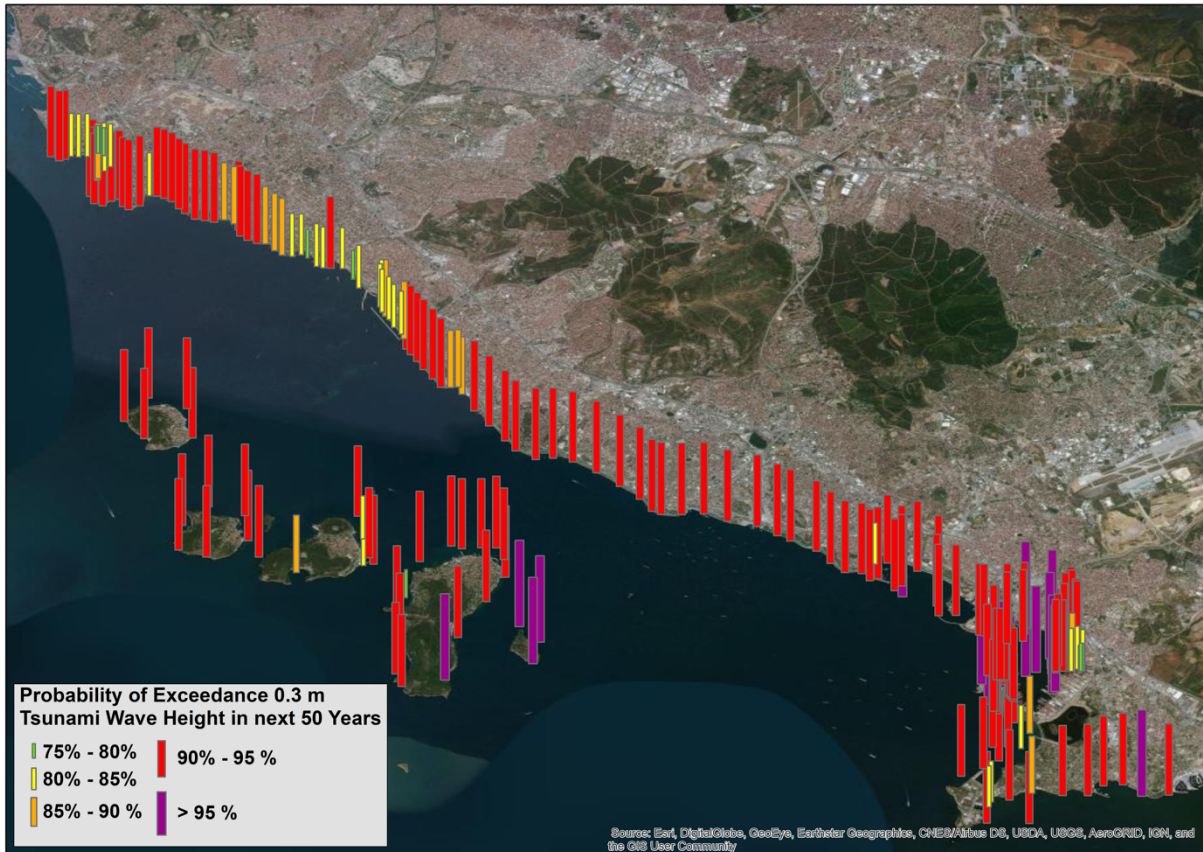 Probability of Exceedance 0.3 m
Tsunami Wave Height in next 50 Years
75% - 80%
80% - 85%
85% - 90 %
90% - 95 %
> 95 %
Source: Esri, DigitalGlobe, GeoEye, Earthstar Geographics, CNES/Airbus DS, USDA, USGS, AeroGRID, IGN, and
the GIS User Community